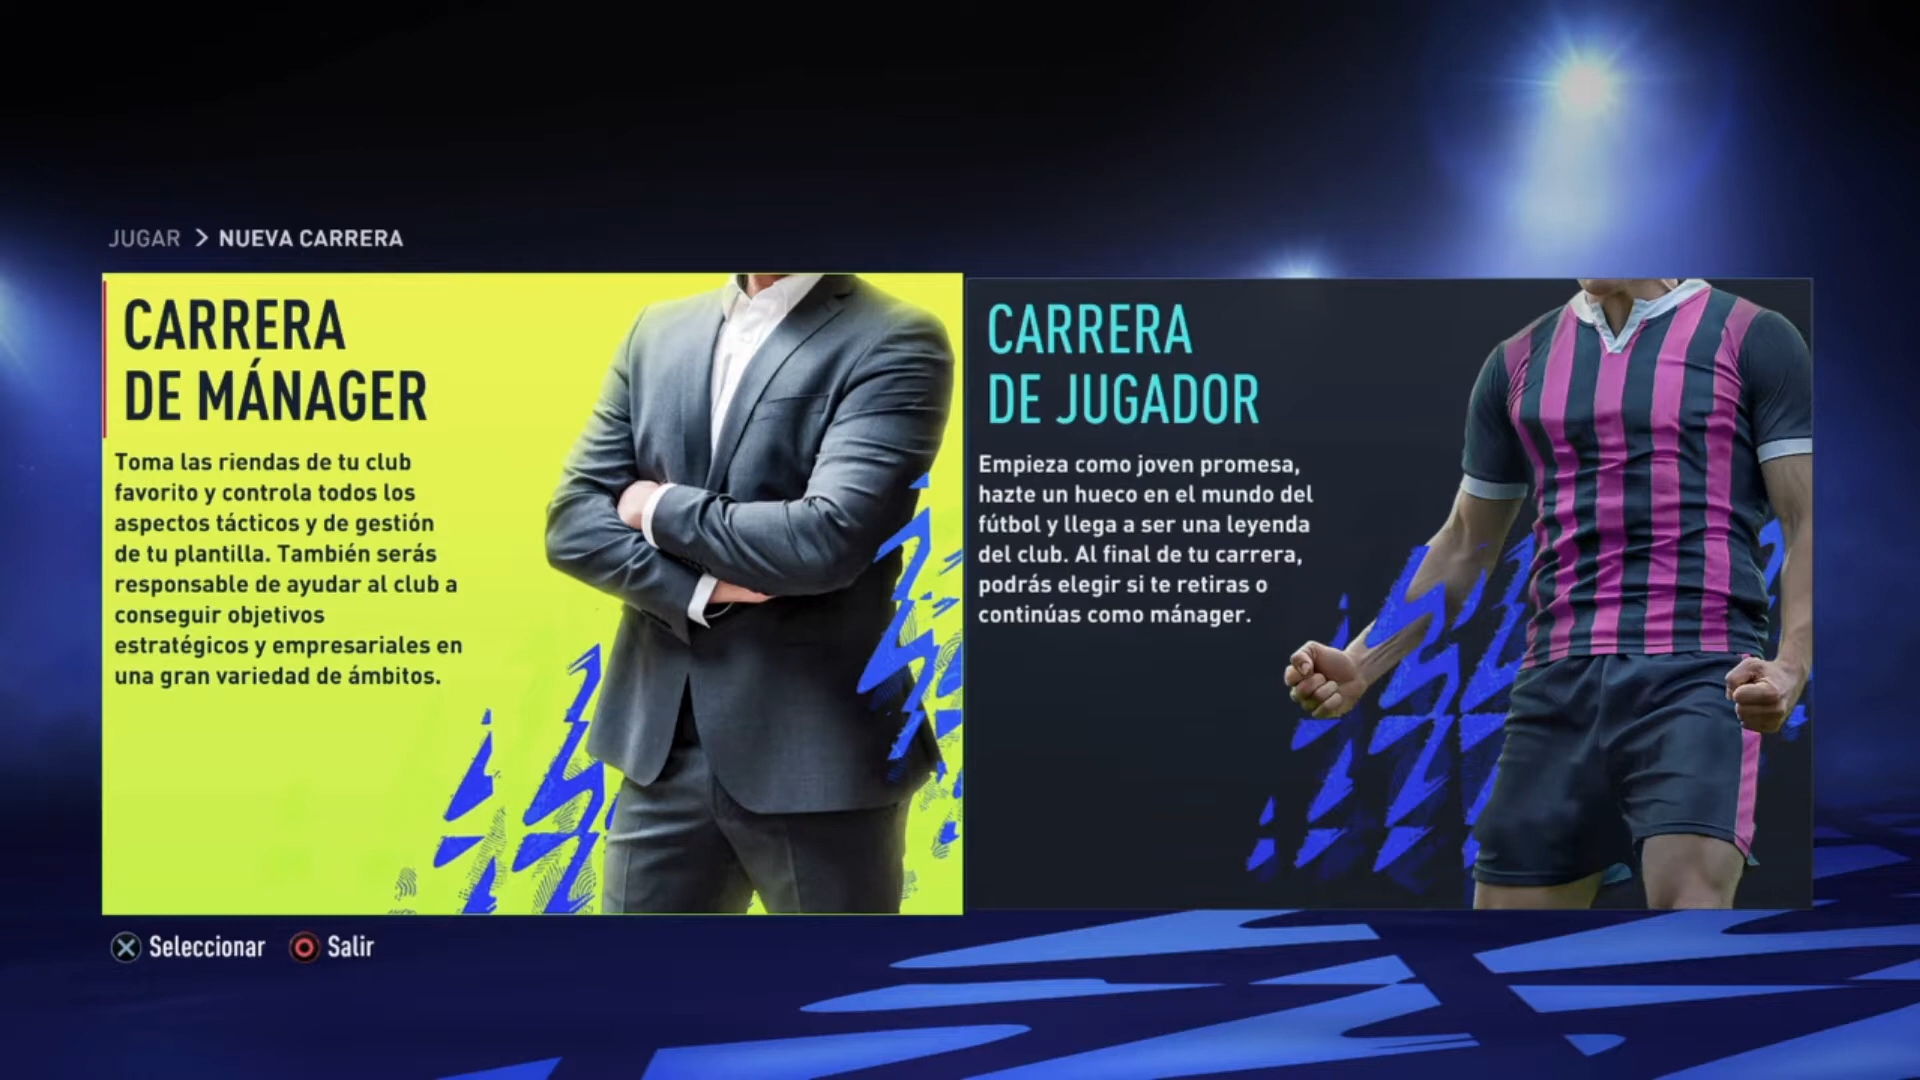 JUGAR > NUEVA CARRERA
CARRERA
DE MÁNAGER
Toma las riendas de tu club
favorito y controla todos los
aspectos tácticos y de gestión
de tu plantilla. También serás
responsable de ayudar al club a
conseguir objetivos
estratégicos y empresariales en
una gran variedad de ámbitos.
CARRERA
DE JUGADOR
Empieza como joven promesa,
hazte un hueco en el mundo del
fútbol y llega a ser una leyenda
del club. Al final de tu carrera,
podrás elegir si te retiras o
continúas como mánager.
Seleccionar Salir